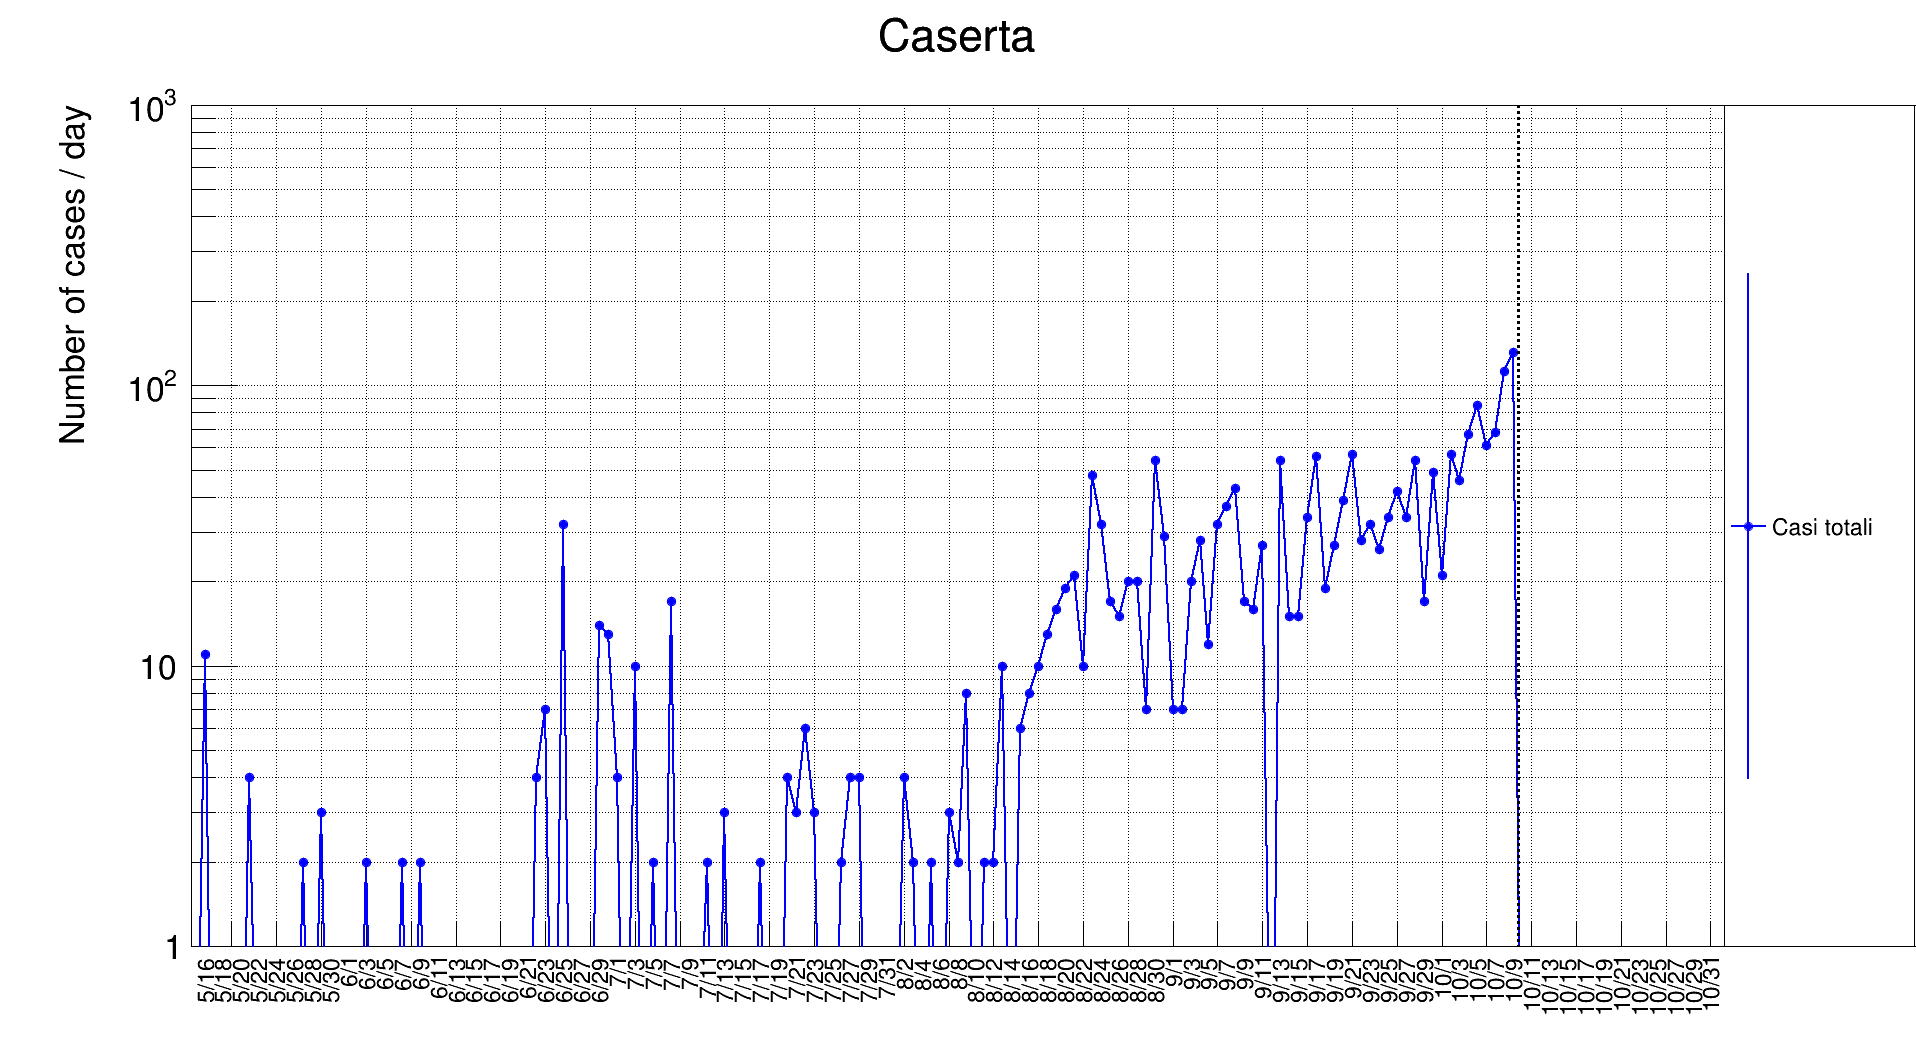 Caserta
Number of cases / day
10³
10²
10
1
5/16 5/18 5/20 5/22 5/24 5/26 5/28 5/30 6/1 6/3 6/5 6/7 6/9 6/11 6/13 6/15 6/17 6/19 6/21 6/23 6/25 6/27 6/29 7/1 7/3 7/5 7/7 7/9 7/11 7/13 7/15 7/17 7/19 7/21 7/23 7/25 7/27 7/29 7/31 8/2 8/4 8/6 8/8 8/10 8/12 8/14 8/16 8/18 8/20 8/22 8/24 8/26 8/28 8/30 9/1 9/3 9/5 9/7 9/9 9/11 9/13 9/15 9/17 9/19 9/21 9/23 9/25 9/27 9/29 10/1 10/3 10/5 10/7 10/9 10/11 10/13 10/15 10/17 10/19 10/21 10/23 10/25 10/27 10/29 10/31
Casi totali